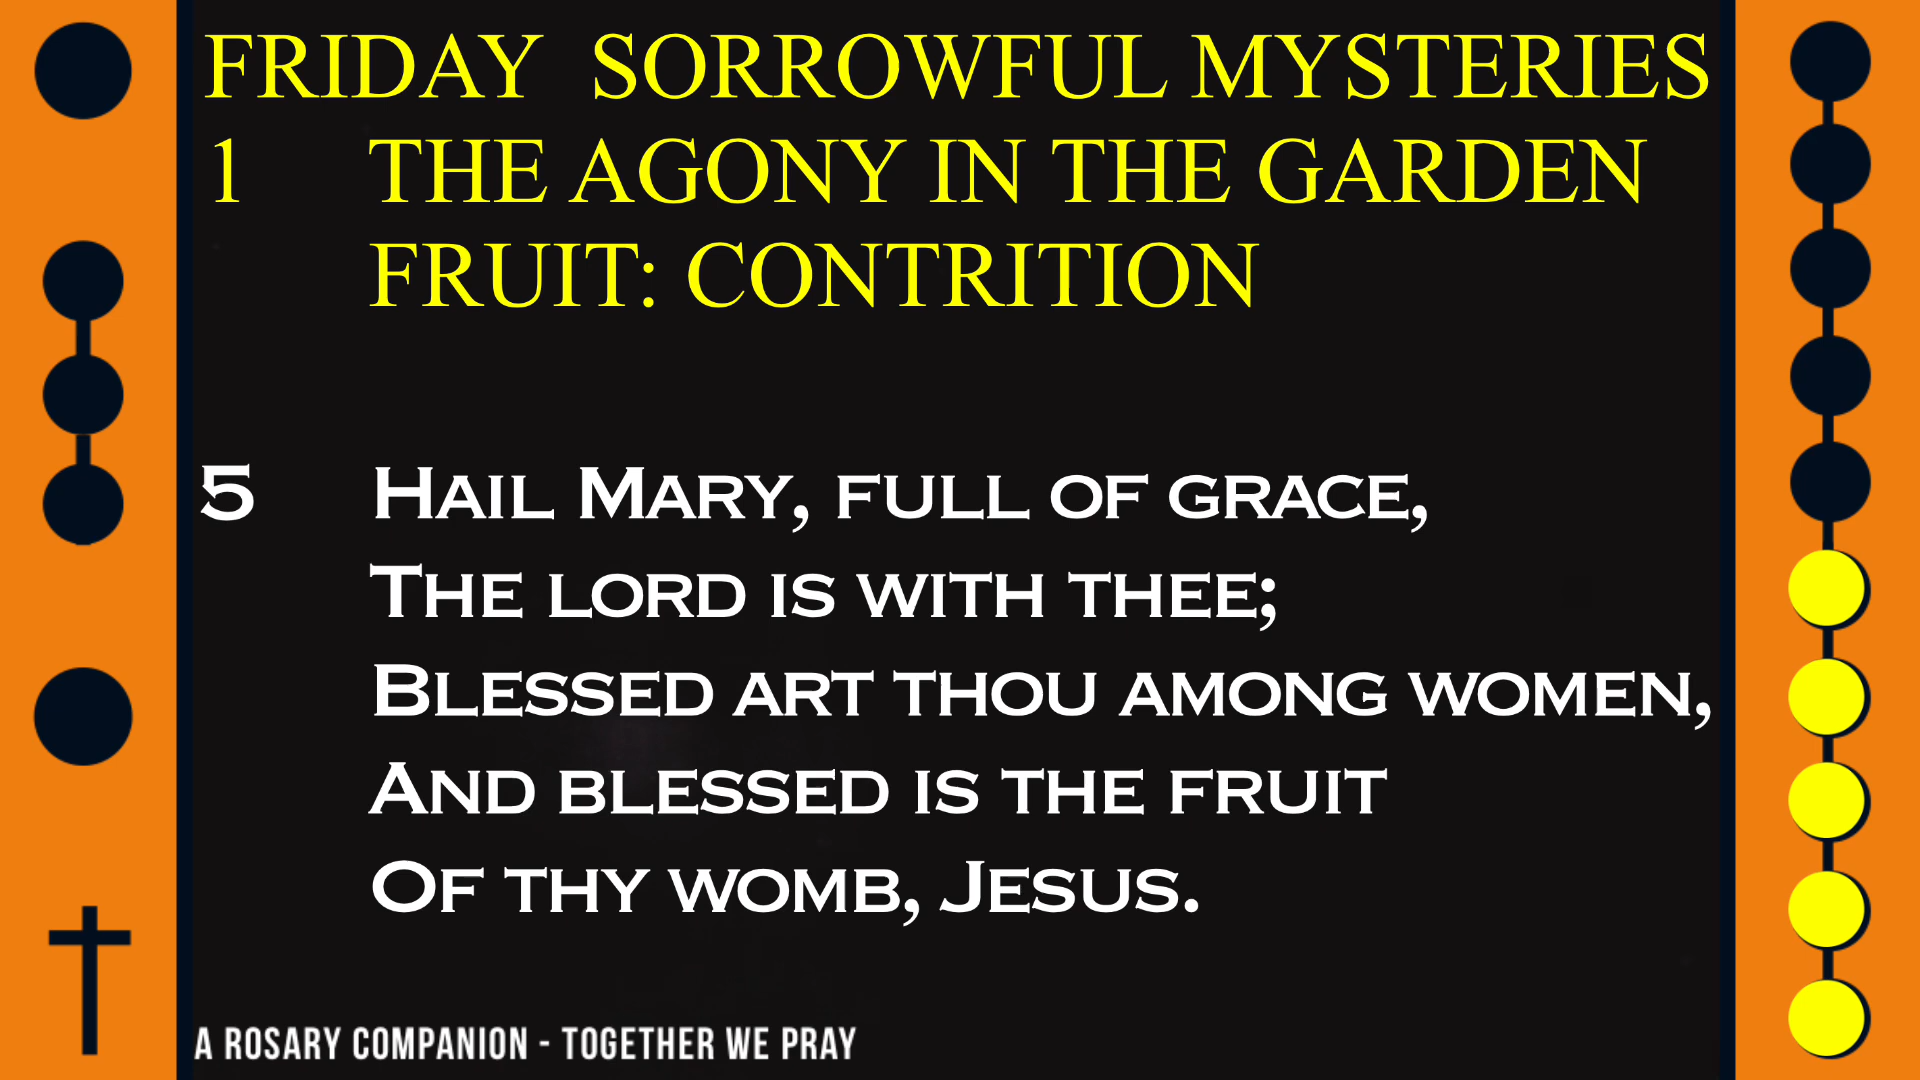 FRIDAY  SORROWFUL MYSTERIES
1 THE AGONY IN THE GARDEN
FRUIT: CONTRITION
5 Hail Mary, full of grace,
The lord is with thee;
Blessed art thou among women,
And blessed is the fruit
Of thy womb, Jesus.
A ROSARY COMPANION - TOGETHER WE PRAY